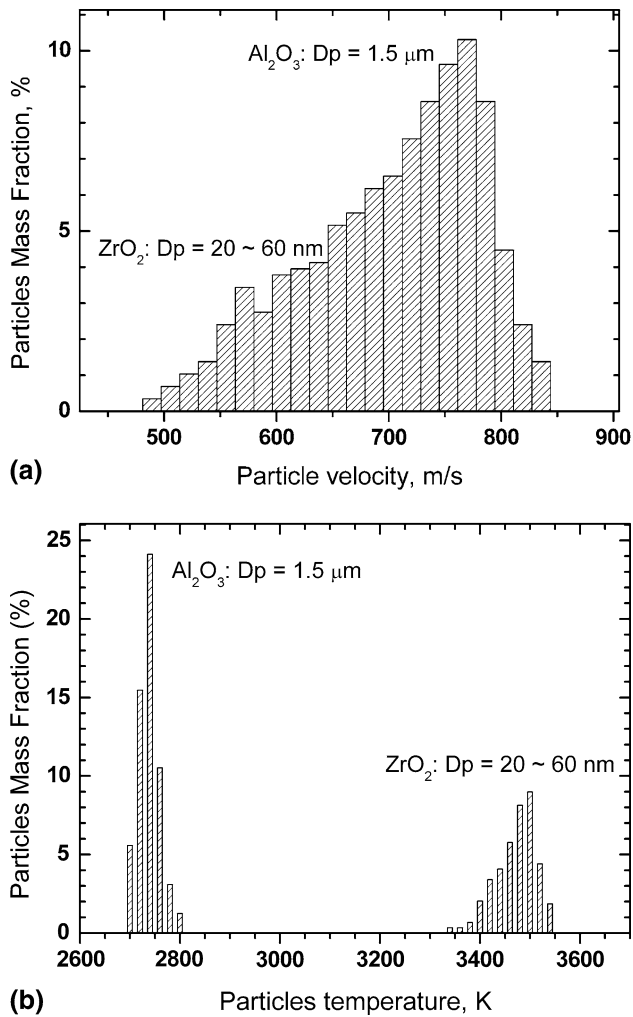 10
5
0
Particles Mass Fraction, %
Al₂O₃: Dp = 1.5 μm
ZrO₂: Dp = 20 ~ 60 nm
500 600 700 800 900
(a)
Particle velocity, m/s
25
20
15
10
5
0
Particles Mass Fraction (%)
Al₂O₃: Dp = 1.5 μm
ZrO₂: Dp = 20 ~ 60 nm
2600 2800 3000 3200 3400 3600
(b)
Particles temperature, K